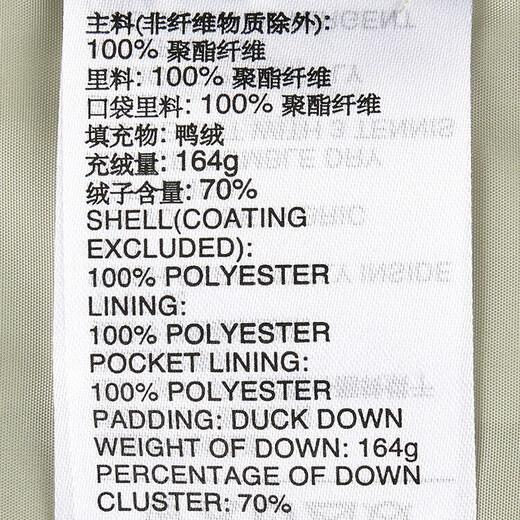 主料(非纤维物质除外):
100% 聚酯纤维
里料: 100% 聚酯纤维
口袋里料: 100% 聚酯纤维
填充物: 鸭绒
充绒量: 164g
绒子含量: 70%
SHELL(COATING
EXCLUDED):
100% POLYESTER
LINING:
100% POLYESTER
POCKET LINING:
100% POLYESTER
PADDING: DUCK DOWN
WEIGHT OF DOWN: 164g
PERCENTAGE OF DOWN
CLUSTER: 70%